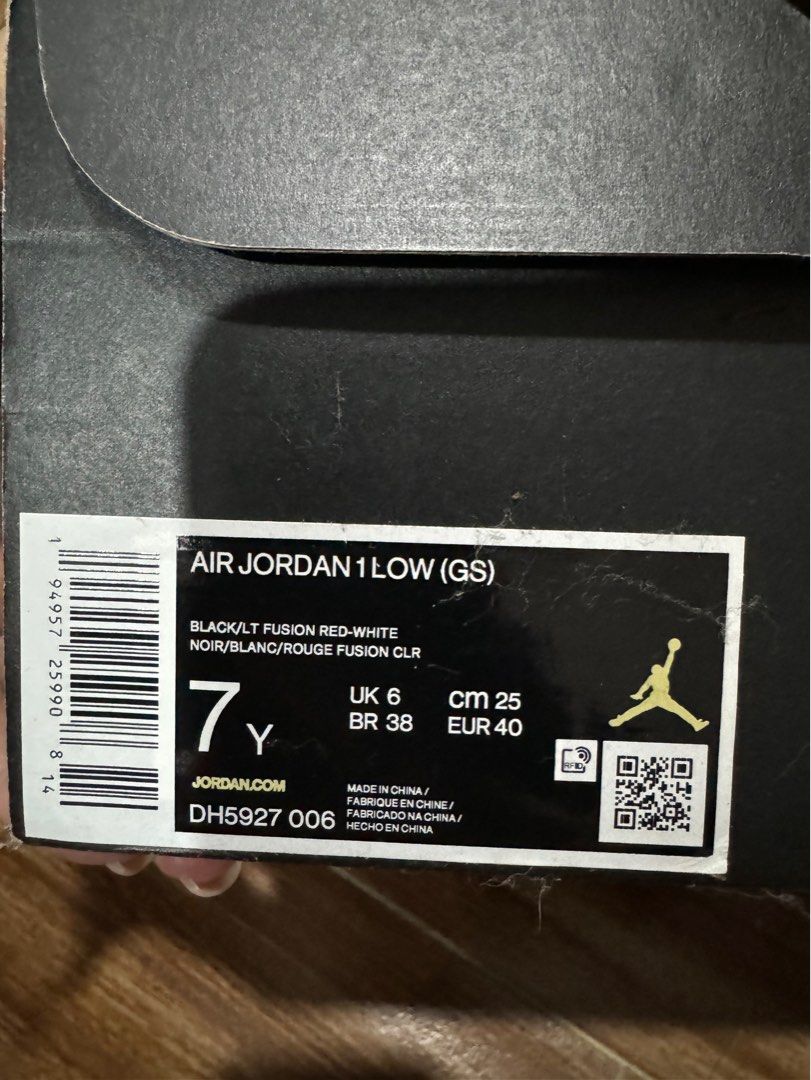 AIR JORDAN 1 LOW (GS)
BLACK/LT FUSION RED-WHITE
NOIR/BLANC/ROUGE FUSION CLR
7 Y
UK 6 cm 25
BR 38 EUR 40
JORDAN.COM
DH5927 006
MADE IN CHINA /
FABRIQUE EN CHINE /
FABRICADO NA CHINA /
HECHO EN CHINA
RFID
1 94957 25990 8 14